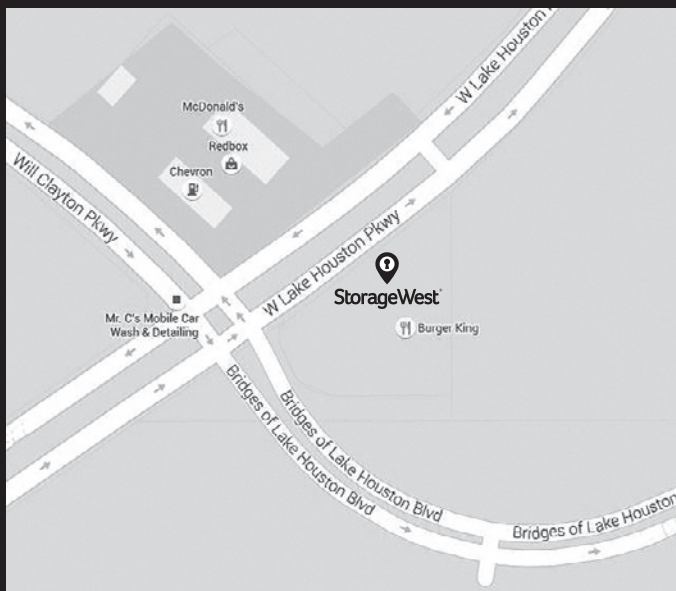 W Lake Houston
McDonald's
Redbox
Chevron
Will Clayton Pkwy
W Lake Houston Pkwy
StorageWest
Mr. C's Mobile Car
Wash & Detailing
Burger King
Bridges of Lake Houston Blvd
Bridges of Lake Houston Blvd
Bridges of Lake Houston